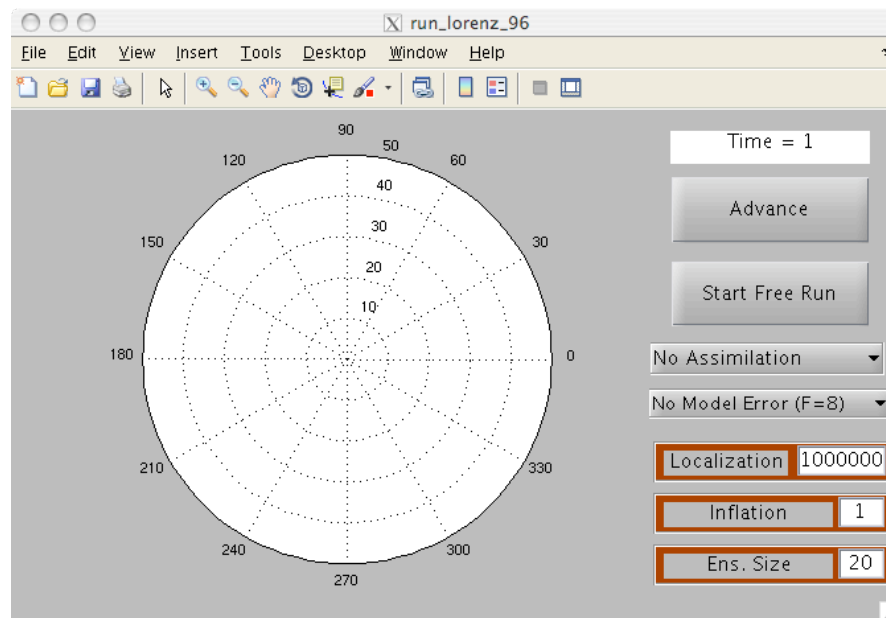 run_lorenz_96
File Edit View Insert Tools Desktop Window Help
90
50
120
60
40
150
30
30
20
10
180
0
210
330
240
300
270
Time = 1
Advance
Start Free Run
No Assimilation
No Model Error (F=8)
Localization 1000000
Inflation 1
Ens. Size 20